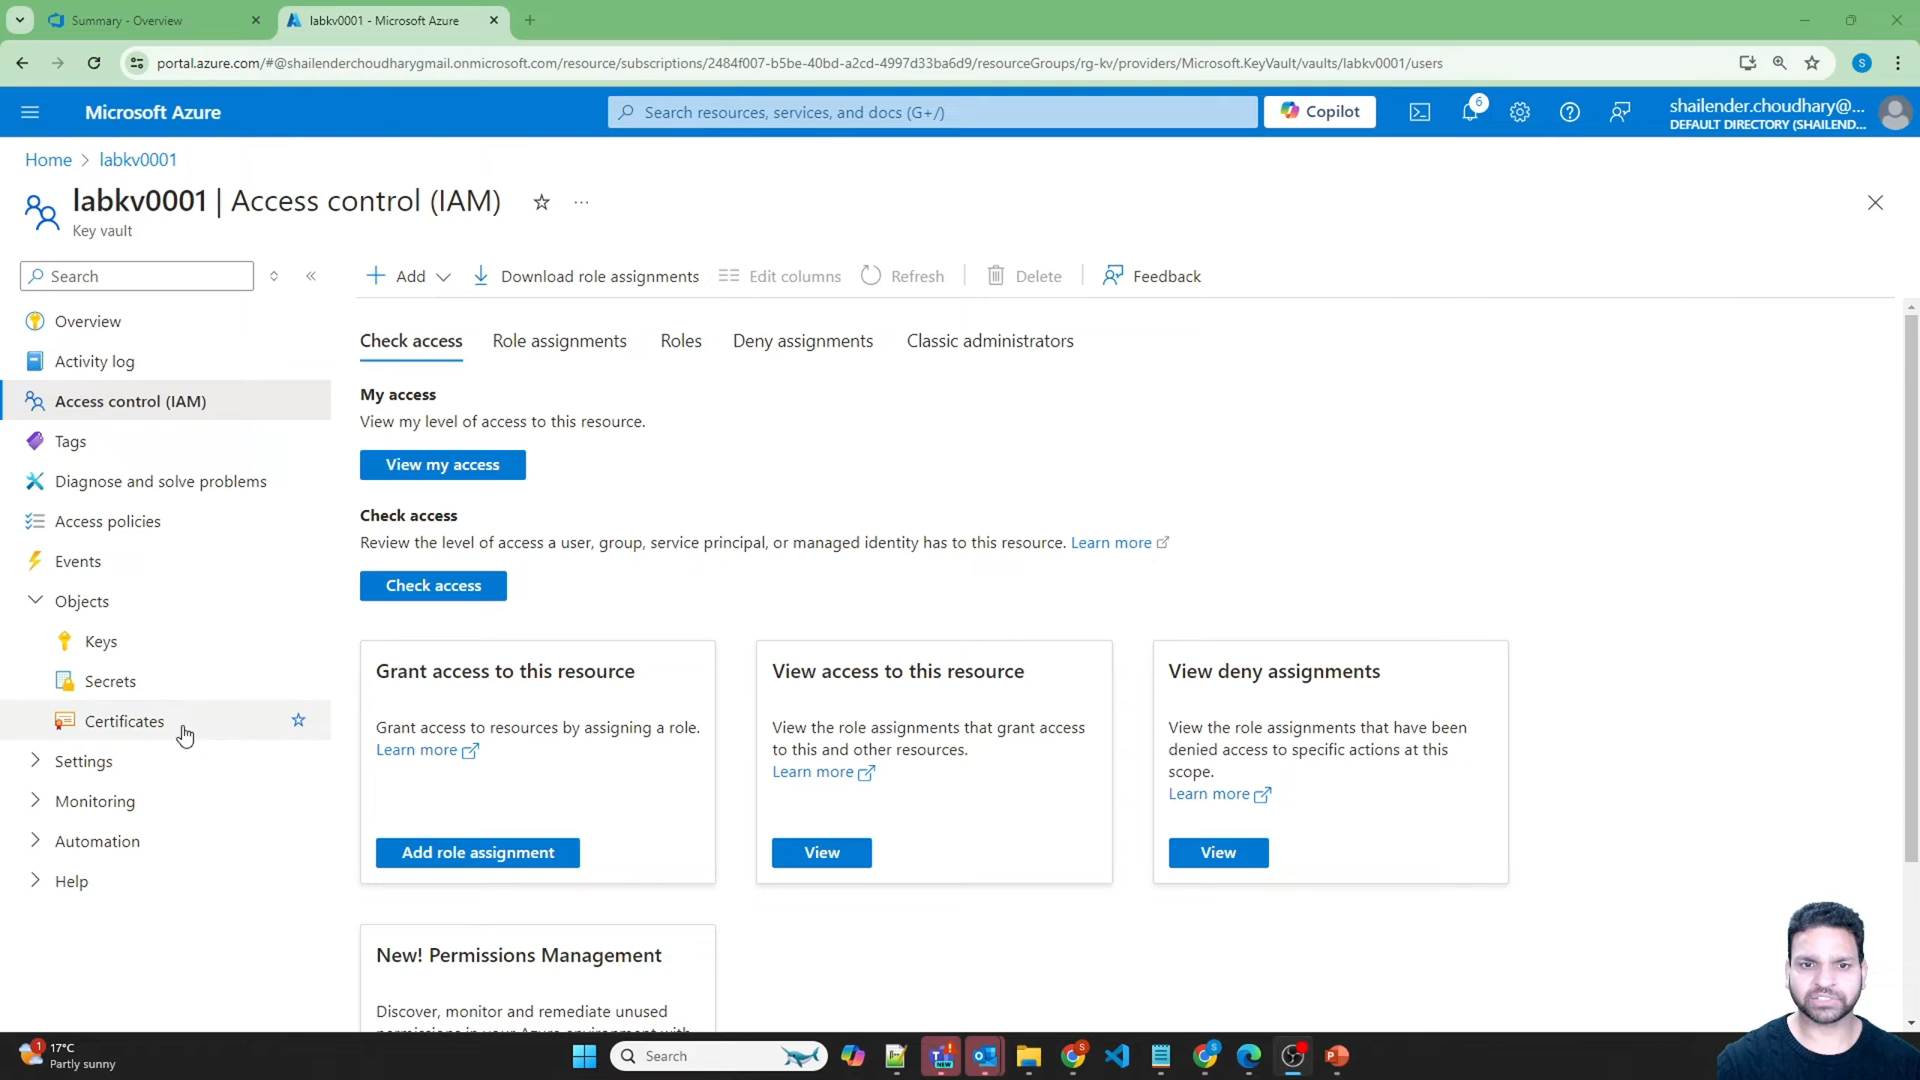 Summary - Overview
labkv0001 - Microsoft Azure
portal.azure.com/#@shailenderchoudharygmail.onmicrosoft.com/resource/subscriptions/2484f007-b5be-40bd-a2cd-4997d33ba6d9/resourceGroups/rg-kv/providers/Microsoft.KeyVault/vaults/labkv0001/users
S
Microsoft Azure
Search resources, services, and docs (G+/)
Copilot
6
shailender.choudhary@...
DEFAULT DIRECTORY (SHAILEND...
Home > labkv0001
labkv0001 | Access control (IAM)
Key vault
Search
Add
Download role assignments
Edit columns
Refresh
Delete
Feedback
Overview
Activity log
Access control (IAM)
Tags
Diagnose and solve problems
Access policies
Events
Objects
Keys
Secrets
Certificates
Settings
Monitoring
Automation
Help
Check access
Role assignments
Roles
Deny assignments
Classic administrators
My access
View my level of access to this resource.
View my access
Check access
Review the level of access a user, group, service principal, or managed identity has to this resource. Learn more
Check access
Grant access to this resource
Grant access to resources by assigning a role.
Learn more
Add role assignment
View access to this resource
View the role assignments that grant access
to this and other resources.
Learn more
View
View deny assignments
View the role assignments that have been
denied access to specific actions at this
scope.
Learn more
View
New! Permissions Management
Discover, monitor and remediate unused
permissions in your Azure environment with
1
17°C
Partly sunny
Search
NEW